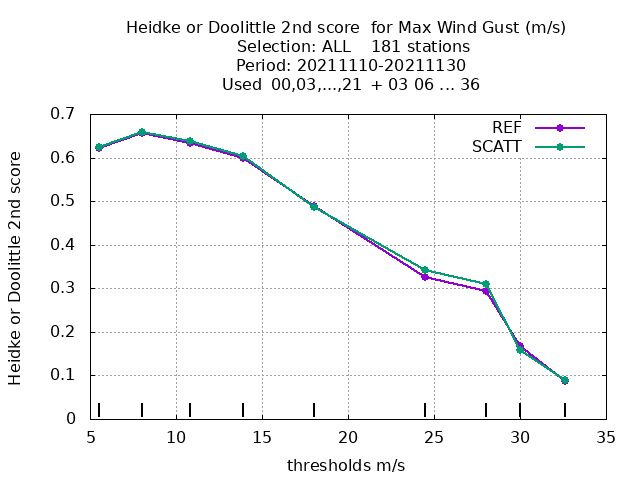 Heidke or Doolittle 2nd score  for Max Wind Gust (m/s)
Selection: ALL    181 stations
Period: 20211110-20211130
Used  00,03,...,21  + 03 06 ... 36
REF
SCATT
0.7
0.6
0.5
0.4
0.3
0.2
0.1
0
Heidke or Doolittle 2nd score
5 10 15 20 25 30 35
thresholds m/s